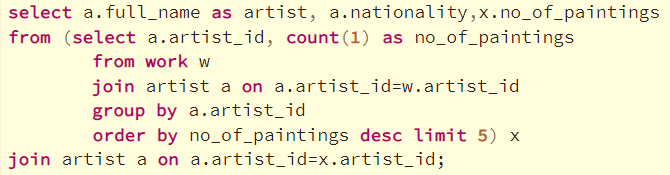 select a.full_name as artist, a.nationality,x.no_of_paintings
from (select a.artist_id, count(1) as no_of_paintings
from work w
join artist a on a.artist_id=w.artist_id
group by a.artist_id
order by no_of_paintings desc limit 5) x
join artist a on a.artist_id=x.artist_id;